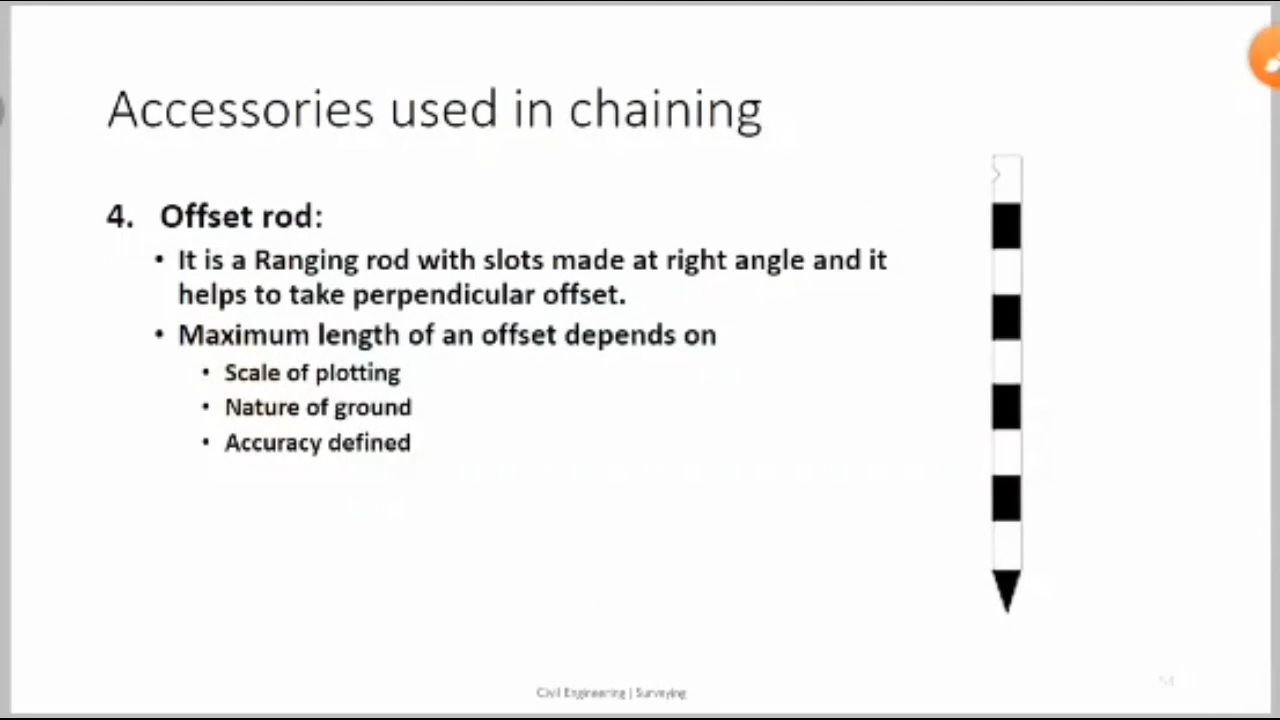 Accessories used in chaining
4. Offset rod:
• It is a Ranging rod with slots made at right angle and it
helps to take perpendicular offset.
• Maximum length of an offset depends on
• Scale of plotting
• Nature of ground
• Accuracy defined
Civil Engineering | Surveying